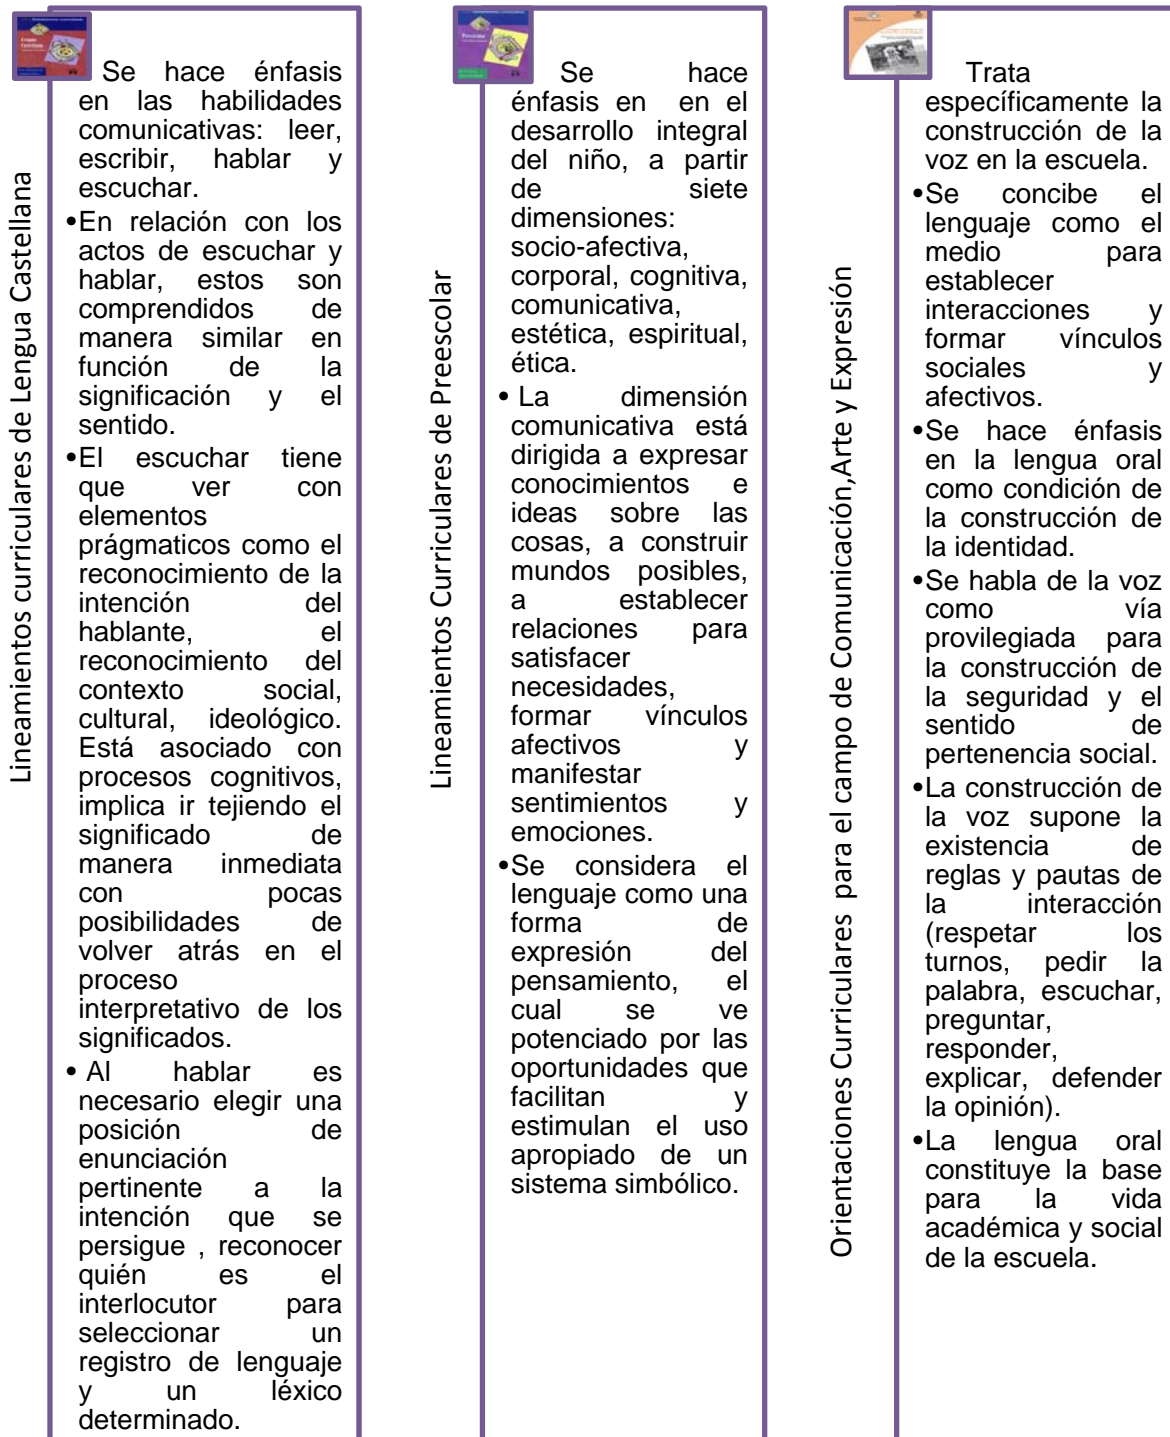 Lineamientos curriculares de Lengua Castellana
Se hace énfasis
en las habilidades
comunicativas: leer,
escribir, hablar y
escuchar.
•En relación con los
actos de escuchar y
hablar, estos son
comprendidos de
manera similar en
función de la
significación y el
sentido.
•El escuchar tiene
que ver con
elementos
prágmaticos como el
reconocimiento de la
intención del
hablante, el
reconocimiento del
contexto social,
cultural, ideológico.
Está asociado con
procesos cognitivos,
implica ir tejiendo el
significado de
manera inmediata
con pocas
posibilidades de
volver atrás en el
proceso
interpretativo de los
significados.
• Al hablar es
necesario elegir una
posición de
enunciación
pertinente a la
intención que se
persigue , reconocer
quién es el
interlocutor para
seleccionar un
registro de lenguaje
y un léxico
determinado.
Lineamientos Curriculares de Preescolar
Se hace
énfasis en en el
desarrollo integral
del niño, a partir
de siete
dimensiones:
socio-afectiva,
corporal, cognitiva,
comunicativa,
estética, espiritual,
ética.
• La dimensión
comunicativa está
dirigida a expresar
conocimientos e
ideas sobre las
cosas, a construir
mundos posibles,
a establecer
relaciones para
satisfacer
necesidades,
formar vínculos
afectivos y
manifestar
sentimientos y
emociones.
•Se considera el
lenguaje como una
forma de
expresión del
pensamiento, el
cual se ve
potenciado por las
oportunidades que
facilitan y
estimulan el uso
apropiado de un
sistema simbólico.
Orientaciones Curriculares para el campo de Comunicación,Arte y Expresión
Trata
específicamente la
construcción de la
voz en la escuela.
•Se concibe el
lenguaje como el
medio para
establecer
interacciones y
formar vínculos
sociales y
afectivos.
•Se hace énfasis
en la lengua oral
como condición de
la construcción de
la identidad.
•Se habla de la voz
como vía
provilegiada para
la construcción de
la seguridad y el
sentido de
pertenencia social.
•La construcción de
la voz supone la
existencia de
reglas y pautas de
la interacción
(respetar los
turnos, pedir la
palabra, escuchar,
preguntar,
responder,
explicar, defender
la opinión).
•La lengua oral
constituye la base
para la vida
académica y social
de la escuela.